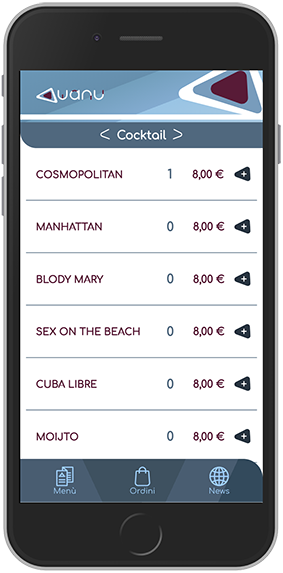 AUANU
< Cocktail >
COSMOPOLITAN 1 8,00 €
MANHATTAN 0 8,00 €
BLODY MARY 0 8,00 €
SEX ON THE BEACH 0 8,00 €
CUBA LIBRE 0 8,00 €
MOIJTO 0 8,00 €
Menù Ordini News